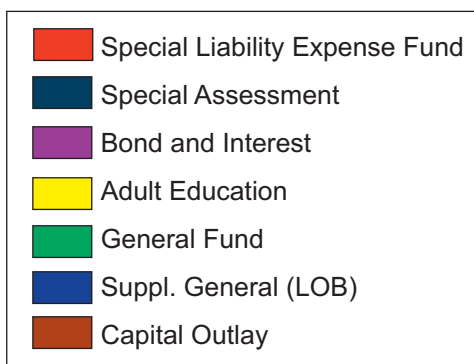 Special Liability Expense Fund
Special Assessment
Bond and Interest
Adult Education
General Fund
Suppl. General (LOB)
Capital Outlay